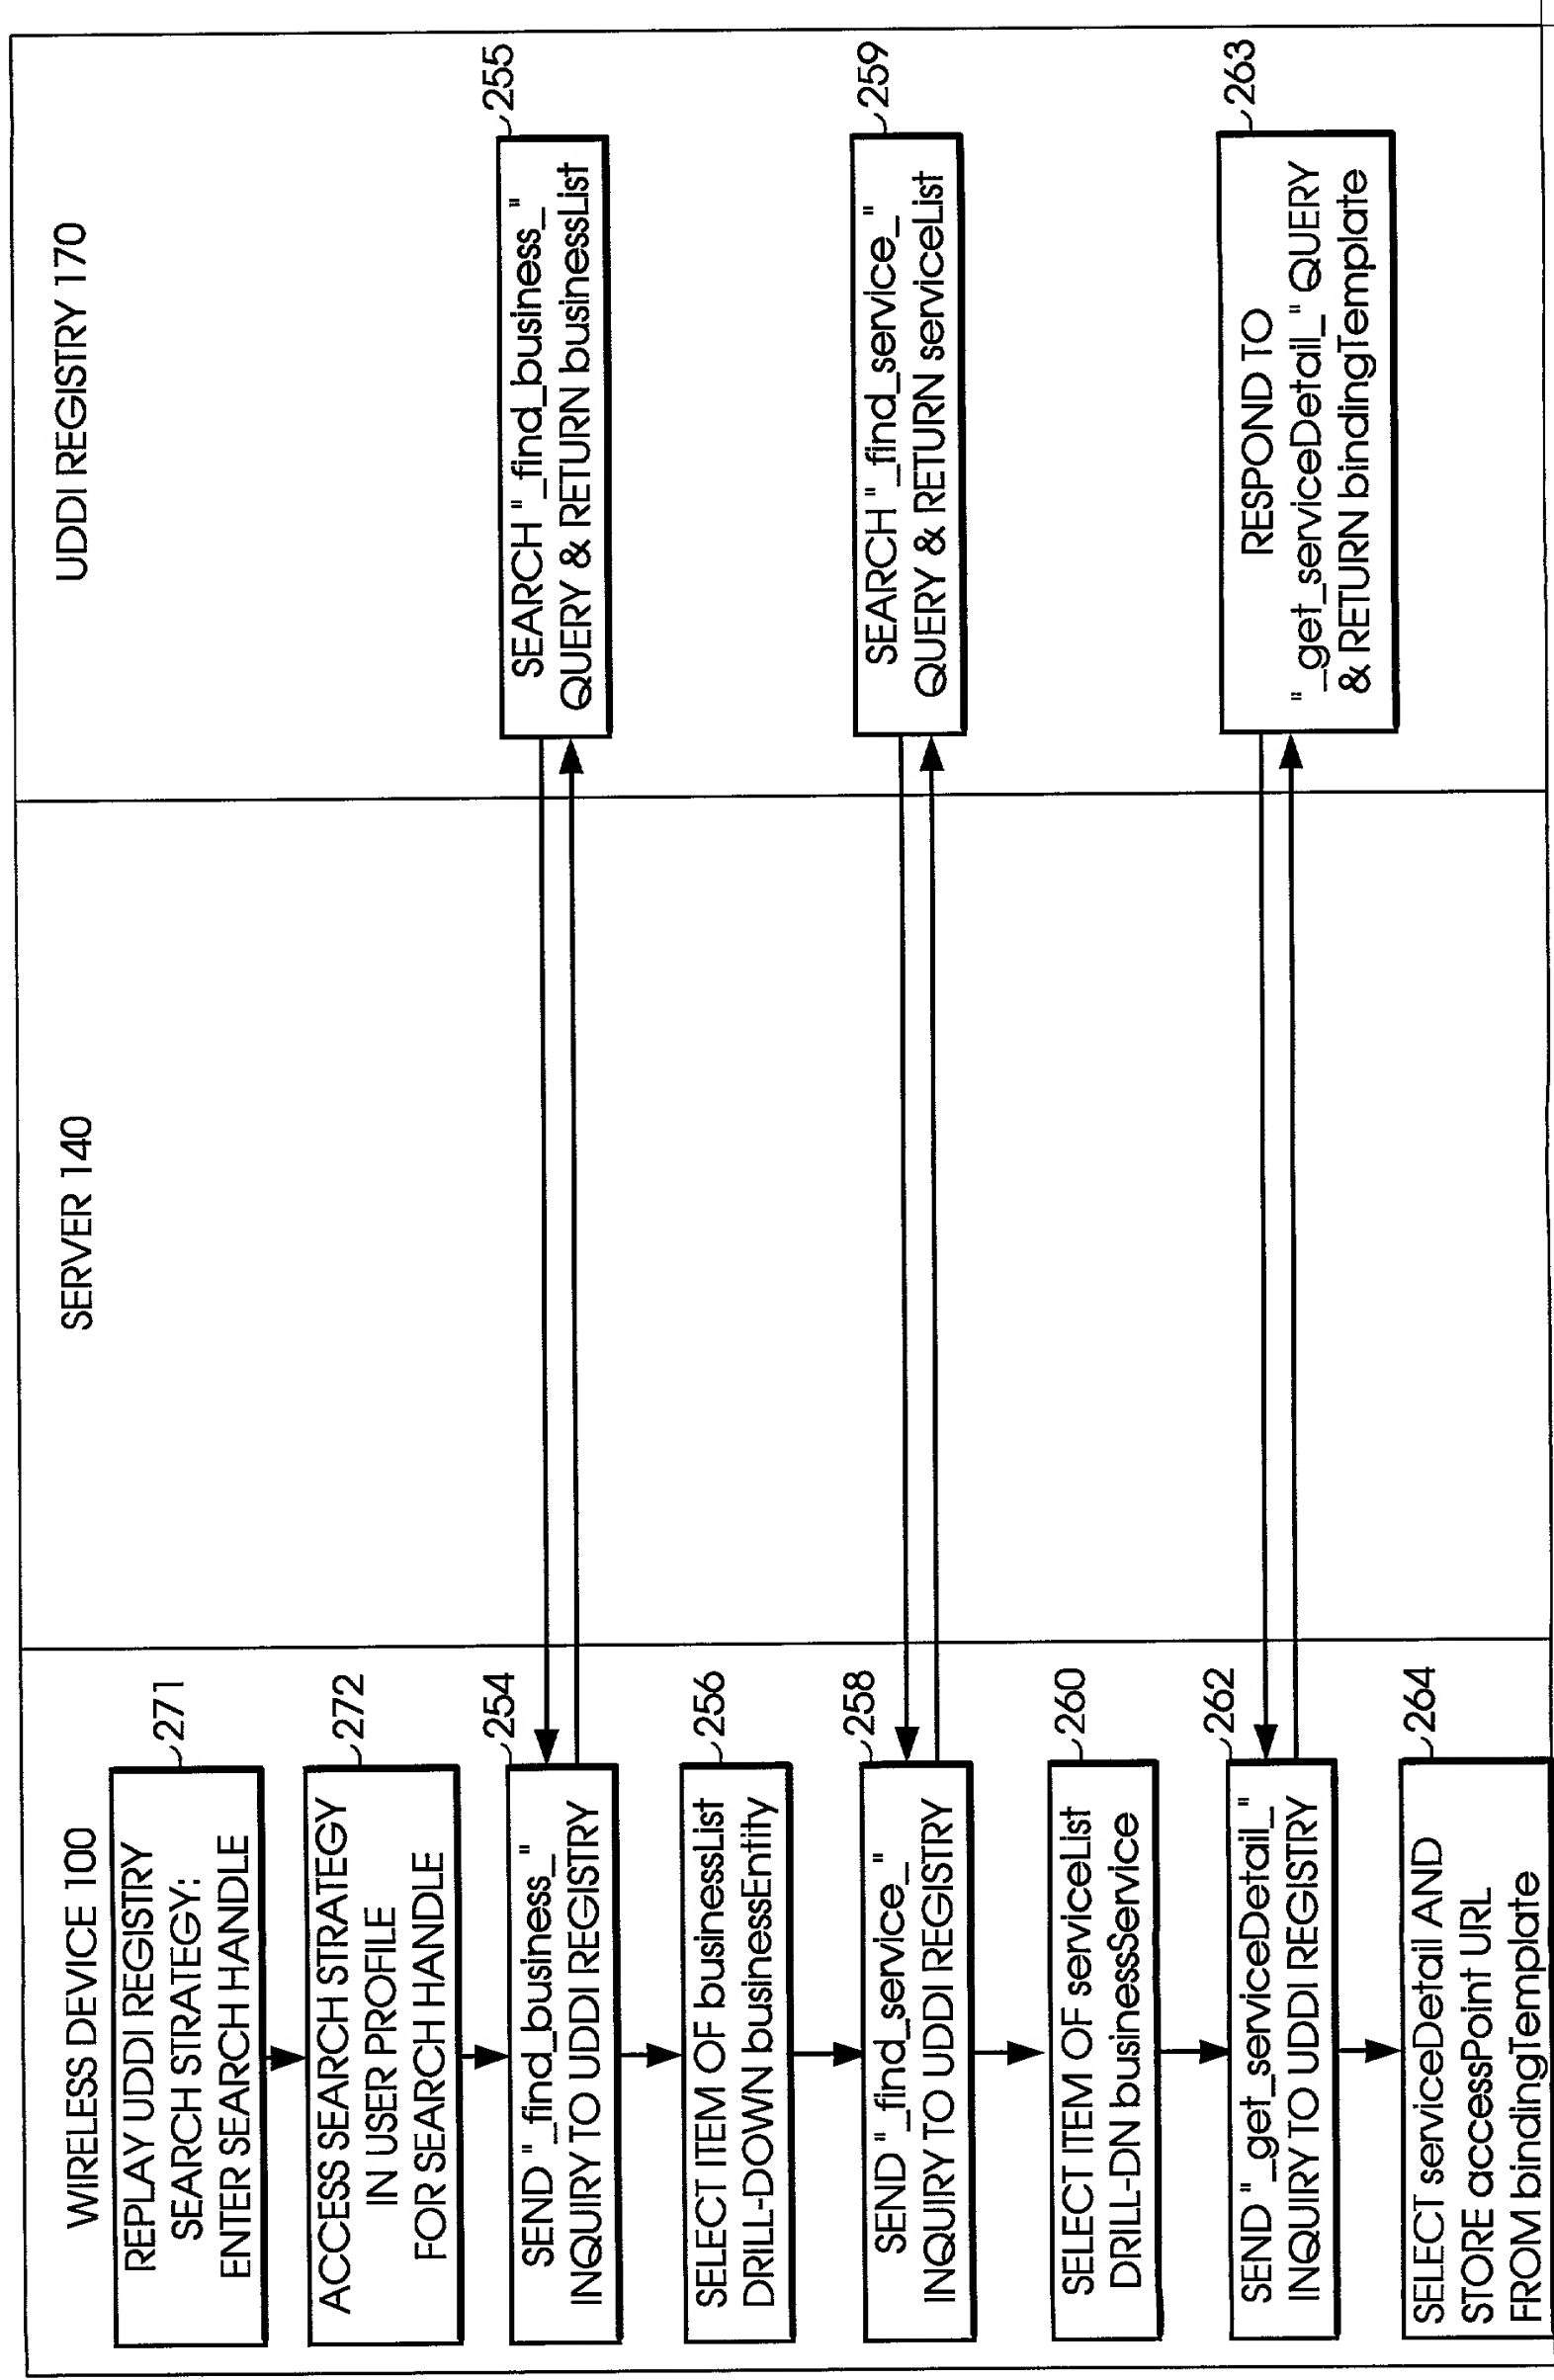 WIRELESS DEVICE 100
SERVER 140
UDDI REGISTRY 170
271
REPLAY UDDI REGISTRY
SEARCH STRATEGY:
ENTER SEARCH HANDLE
272
ACCESS SEARCH STRATEGY
IN USER PROFILE
FOR SEARCH HANDLE
254
SEND "_find_business_"
INQUIRY TO UDDI REGISTRY
255
SEARCH "_find_business_"
QUERY & RETURN businessList
256
SELECT ITEM OF businessList
DRILL-DOWN businessEntity
258
SEND "_find_service_"
INQUIRY TO UDDI REGISTRY
259
SEARCH "_find_service_"
QUERY & RETURN serviceList
260
SELECT ITEM OF serviceList
DRILL-DN businessService
262
SEND "_get_serviceDetail_"
INQUIRY TO UDDI REGISTRY
263
RESPOND TO
"_get_serviceDetail_" QUERY
& RETURN bindingTemplate
264
SELECT serviceDetail AND
STORE accessPoint URL
FROM bindingTemplate